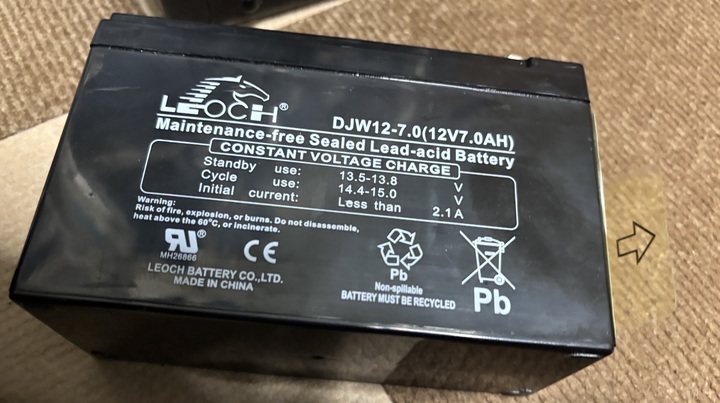 LEOCH®
DJW12-7.0(12V7.0AH)
Maintenance-free Sealed Lead-acid Battery
CONSTANT VOLTAGE CHARGE
Standby use: 13.5-13.8 V
Cycle use: 14.4-15.0 V
Initial current: Less than 2.1A
Warning:
Risk of fire, explosion, or burns. Do not disassemble,
heat above the 60°C, or incinerate.
RU®
MH26866
CE
LEOCH BATTERY CO.,LTD.
MADE IN CHINA
Pb
Non-spillable
BATTERY MUST BE RECYCLED
Pb